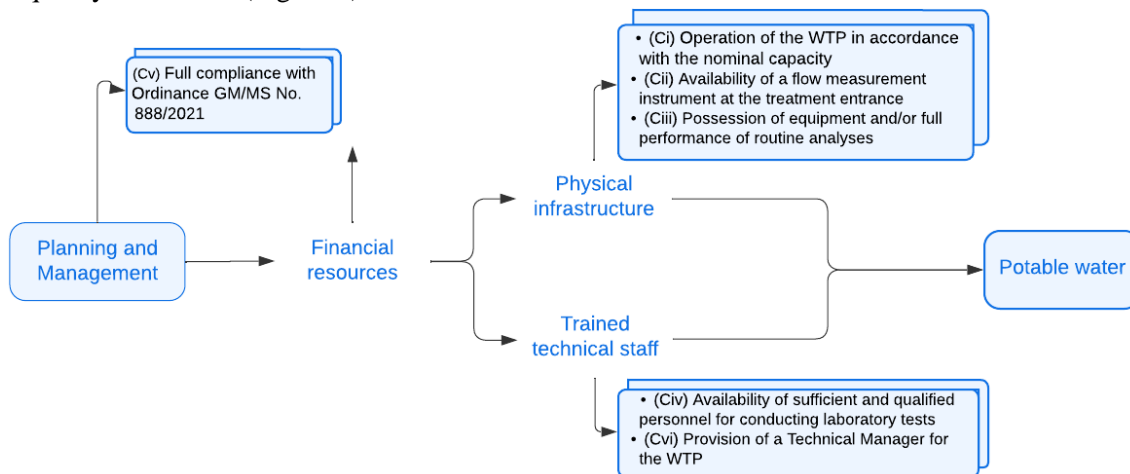 • (Ci) Operation of the WTP in accordance
with the nominal capacity
• (Cii) Availability of a flow measurement
instrument at the treatment entrance
• (Ciii) Possession of equipment and/or full
performance of routine analyses
(Cv) Full compliance with
Ordinance GM/MS No.
888/2021
Physical
infrastructure
Planning and
Management
Financial
resources
Potable water
Trained
technical staff
• (Civ) Availability of sufficient and qualified
personnel for conducting laboratory tests
• (Cvi) Provision of a Technical Manager for
the WTP